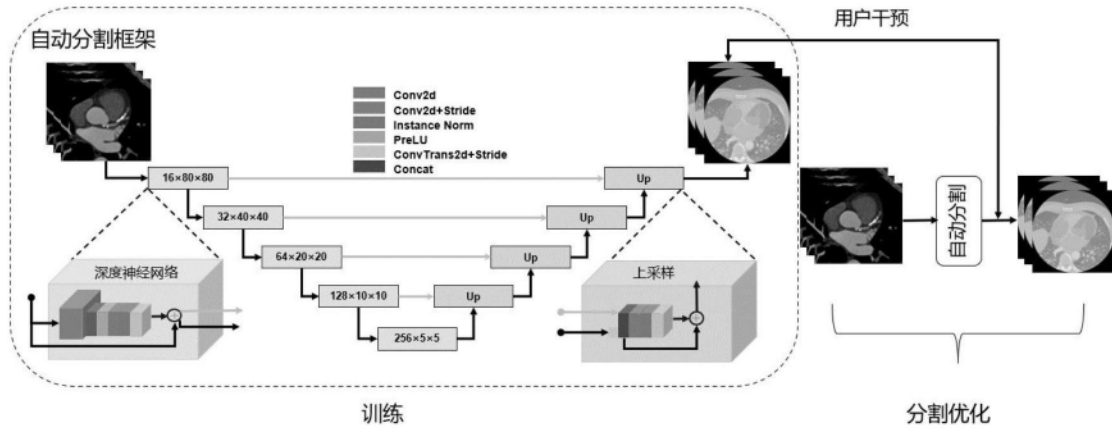 用户干预
自动分割框架
Conv2d
Conv2d+Stride
Instance Norm
PreLU
ConvTrans2d+Stride
Concat
16×80×80
Up
32×40×40
Up
64×20×20
Up
128×10×10
Up
256×5×5
深度神经网络
上采样
自动分割
训练
分割优化